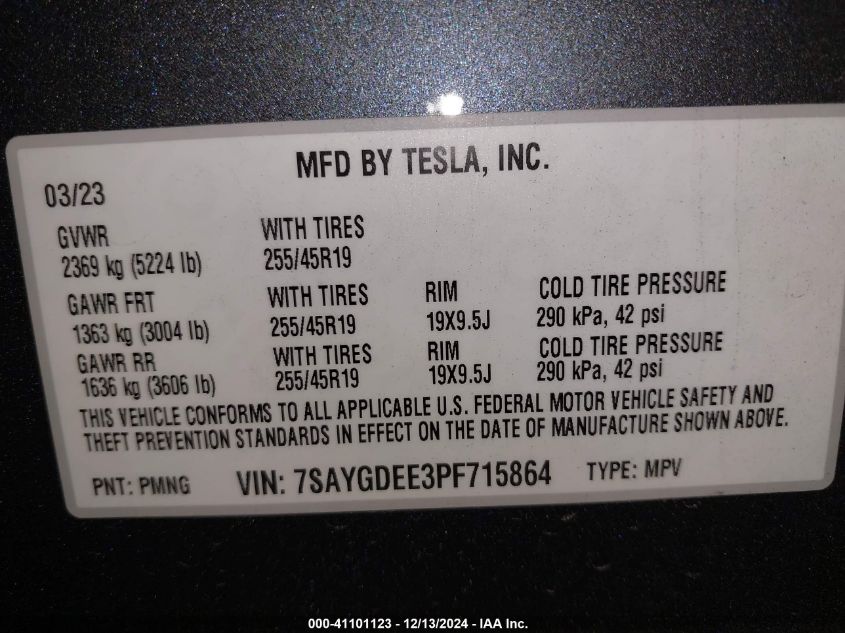 MFD BY TESLA, INC.
03/23
GVWR WITH TIRES
2369 kg (5224 lb) 255/45R19
GAWR FRT WITH TIRES RIM COLD TIRE PRESSURE
1363 kg (3004 lb) 255/45R19 19X9.5J 290 kPa, 42 psi
GAWR RR WITH TIRES RIM COLD TIRE PRESSURE
1636 kg (3606 lb) 255/45R19 19X9.5J 290 kPa, 42 psi
THIS VEHICLE CONFORMS TO ALL APPLICABLE U.S. FEDERAL MOTOR VEHICLE SAFETY AND
THEFT PREVENTION STANDARDS IN EFFECT ON THE DATE OF MANUFACTURE SHOWN ABOVE.
PNT: PMNG VIN: 7SAYGDEE3PF715864 TYPE: MPV
000-41101123 - 12/13/2024 - IAA Inc.